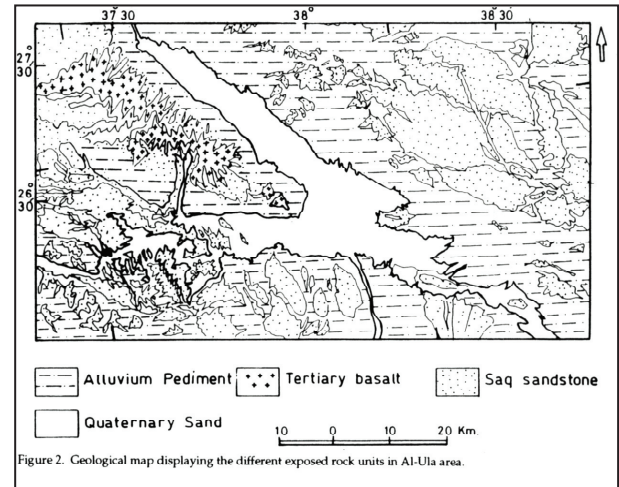 37 30 38° 38 30
27°
30
26°
30
Alluvium Pediment Tertiary basalt Saq sandstone
Quaternary Sand
10 0 10 20 Km.
Figure 2. Geological map displaying the different exposed rock units in Al-Ula area.